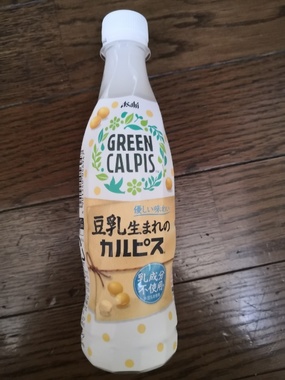 Asahi
GREEN
CALPIS
優しい味わい
豆乳生まれの
カルピス
乳成分
不使用